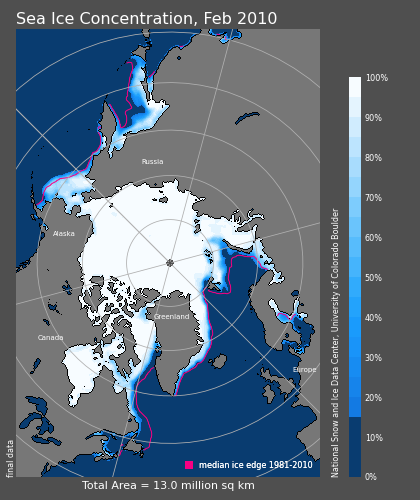 Sea Ice Concentration, Feb 2010
100%
90%
80%
70%
60%
50%
40%
30%
20%
10%
0%
Russia
Alaska
Greenland
Canada
Europe
National Snow and Ice Data Center, University of Colorado Boulder
final data
median ice edge 1981-2010
Total Area = 13.0 million sq km